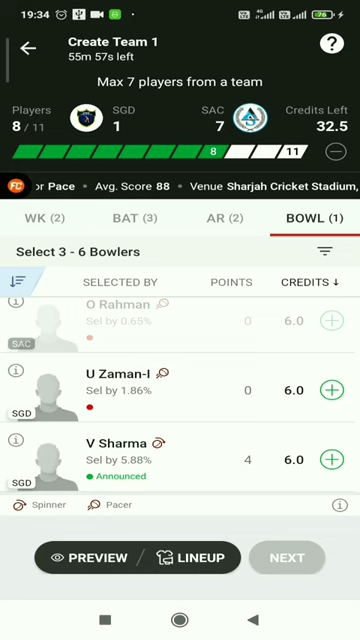 19:34
76
Create Team 1
55m 57s left
?
Max 7 players from a team
Players
SGD
SAC
Credits Left
8 / 11
1
7
32.5
8
11
FC or Pace • Avg. Score 88 • Venue Sharjah Cricket Stadium,
WK (2)
BAT (3)
AR (2)
BOWL (1)
Select 3 - 6 Bowlers
SELECTED BY
POINTS
CREDITS ↓
O Rahman
Sel by 0.65%
0
6.0
SAC
U Zaman-I
Sel by 1.86%
0
6.0
SGD
V Sharma
Sel by 5.88%
4
6.0
Announced
SGD
Spinner
Pacer
PREVIEW / LINEUP
NEXT